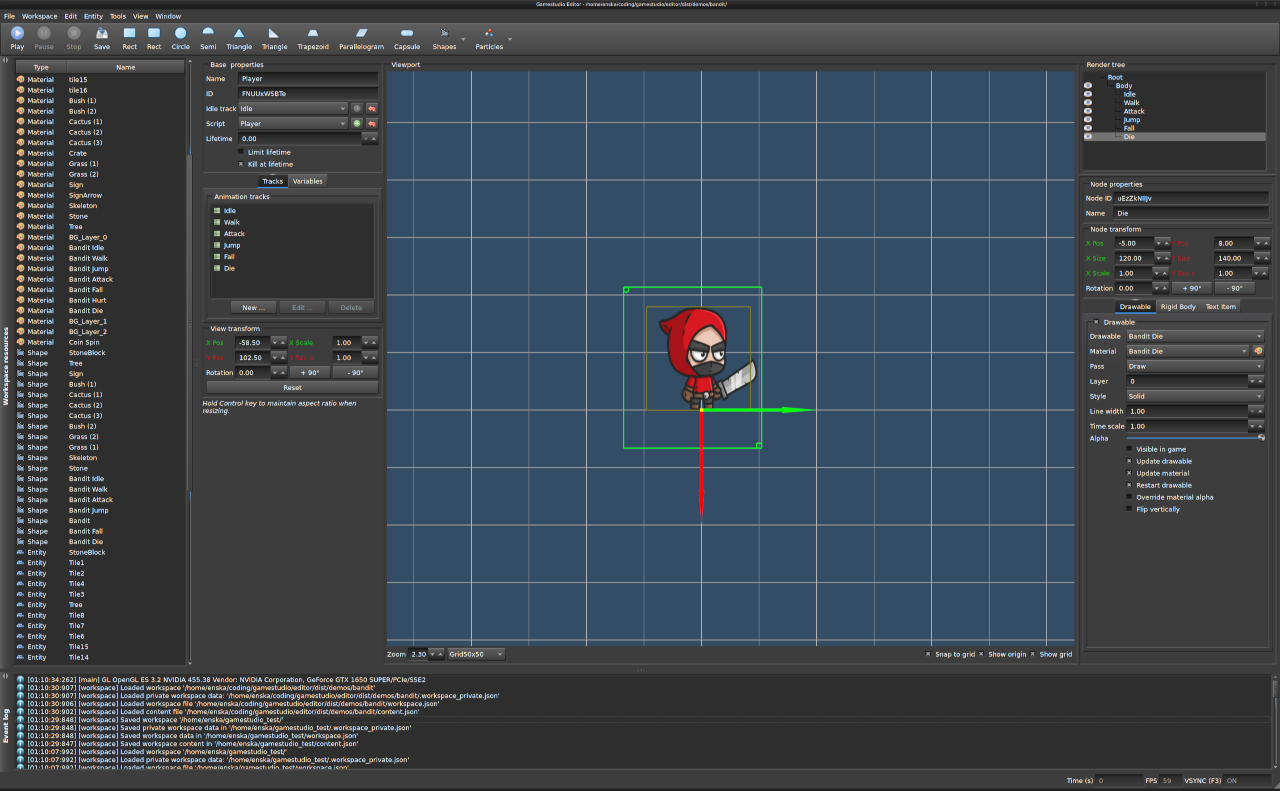 Gamestudio Editor - /home/enska/coding/gamestudio/editor/dist/demos/bandit/
File Workspace Edit Entity Tools View Window
Play Pause Stop Save Rect Rect Circle Semi Triangle Triangle Trapezoid Parallelogram Capsule Shapes Particles
Workspace resources
Type Name
Material tile15
Material tile16
Material Bush (1)
Material Bush (2)
Material Cactus (1)
Material Cactus (2)
Material Cactus (3)
Material Crate
Material Grass (1)
Material Grass (2)
Material Sign
Material SignArrow
Material Skeleton
Material Stone
Material Tree
Material BG_Layer_0
Material Bandit Idle
Material Bandit Walk
Material Bandit Jump
Material Bandit Attack
Material Bandit Fall
Material Bandit Hurt
Material Bandit Die
Material BG_Layer_1
Material BG_Layer_2
Material Coin Spin
Shape StoneBlock
Shape Tree
Shape Sign
Shape Bush (1)
Shape Cactus (1)
Shape Cactus (2)
Shape Cactus (3)
Shape Bush (2)
Shape Grass (2)
Shape Grass (1)
Shape Skeleton
Shape Stone
Shape Bandit Idle
Shape Bandit Walk
Shape Bandit Attack
Shape Bandit Jump
Shape Bandit
Shape Bandit Fall
Shape Bandit Die
Entity StoneBlock
Entity Tile1
Entity Tile2
Entity Tile4
Entity Tile3
Entity Tree
Entity Tile8
Entity Tile7
Entity Tile6
Entity Tile15
Entity Tile14
Base properties
Name Player
ID FNUUxWSBTe
Idle track Idle
Script Player
Lifetime 0.00
Limit lifetime
Kill at lifetime
Tracks Variables
Animation tracks
Idle
Walk
Attack
Jump
Fall
Die
New ... Edit ... Delete
View transform
X Pos -58.50 X Scale 1.00
Y Pos 102.50 1.00
Rotation 0.00 + 90° - 90°
Reset
Hold Control key to maintain aspect ratio when
resizing.
Viewport
Zoom 2.30 Grid50x50 Snap to grid Show origin Show grid
Render tree
Root
Body
Idle
Walk
Attack
Jump
Fall
Die
Node properties
Node ID
Name Die
Node transform
X Pos -5.00 8.00
X Size 120.00 140.00
X Scale 1.00 1.00
Rotation 0.00 + 90° - 90°
Drawable Rigid Body Text Item
Drawable
Drawable Bandit Die
Material Bandit Die
Pass Draw
Layer 0
Style Solid
Line width 1.00
Time scale 1.00
Alpha
Visible in game
Update drawable
Update material
Restart drawable
Override material alpha
Flip vertically
Event log
[01:10:34:262] [main] GL OpenGL ES 3.2 NVIDIA 455.38 Vendor: NVIDIA Corporation, GeForce GTX 1650 SUPER/PCIe/SSE2
[01:10:30:907] [workspace] Loaded workspace '/home/enska/coding/gamestudio/editor/dist/demos/bandit'
[01:10:30:907] [workspace] Loaded private workspace data: '/home/enska/coding/gamestudio/editor/dist/demos/bandit/.workspace_private.json'
[01:10:30:906] [workspace] Loaded workspace file '/home/enska/coding/gamestudio/editor/dist/demos/bandit/workspace.json'
[01:10:30:902] [workspace] Loaded content file '/home/enska/coding/gamestudio/editor/dist/demos/bandit/content.json'
[01:10:29:848] [workspace] Saved workspace '/home/enska/gamestudio_test/'
[01:10:29:848] [workspace] Saved private workspace data in '/home/enska/gamestudio_test/.workspace_private.json'
[01:10:29:848] [workspace] Saved workspace data in '/home/enska/gamestudio_test/workspace.json'
[01:10:29:847] [workspace] Saved workspace content in '/home/enska/gamestudio_test/content.json'
[01:10:07:992] [workspace] Loaded workspace '/home/enska/gamestudio_test/'
[01:10:07:992] [workspace] Loaded private workspace data: '/home/enska/gamestudio_test/.workspace_private.json'
[01:10:07:992] [workspace] Loaded workspace file '/home/enska/gamestudio_test/workspace.json'
Time (s) 0 FPS 59 VSYNC (F3) ON